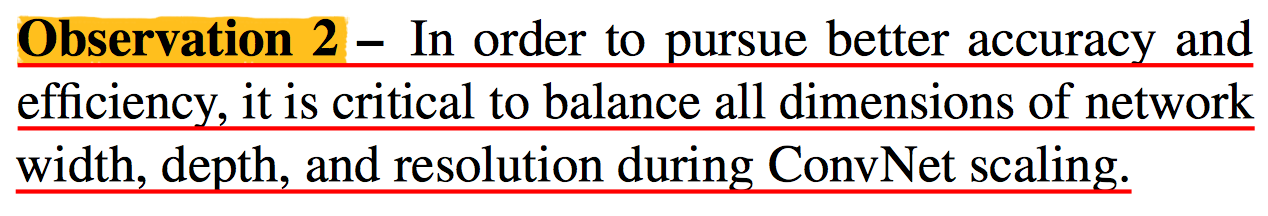 Observation 2 – In order to pursue better accuracy and
efficiency, it is critical to balance all dimensions of network
width, depth, and resolution during ConvNet scaling.